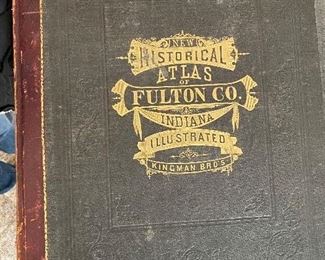 NEW
HISTORICAL
ATLAS
OF
FULTON CO.
INDIANA
ILLUSTRATED
KINGMAN BRO'S